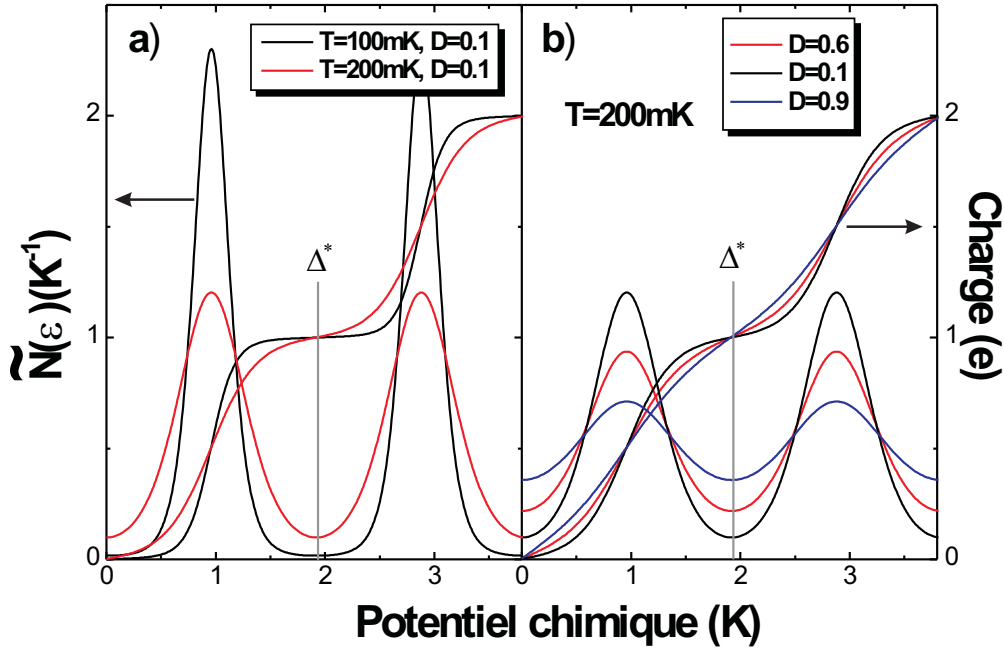 a)
T=100mK, D=0.1
T=200mK, D=0.1
b)
D=0.6
D=0.1
D=0.9
T=200mK
2
1
0
Ñ(ε)(K⁻¹)
Δ*
Δ*
2
1
0
Charge (e)
0 1 2 3 0 1 2 3
Potentiel chimique (K)